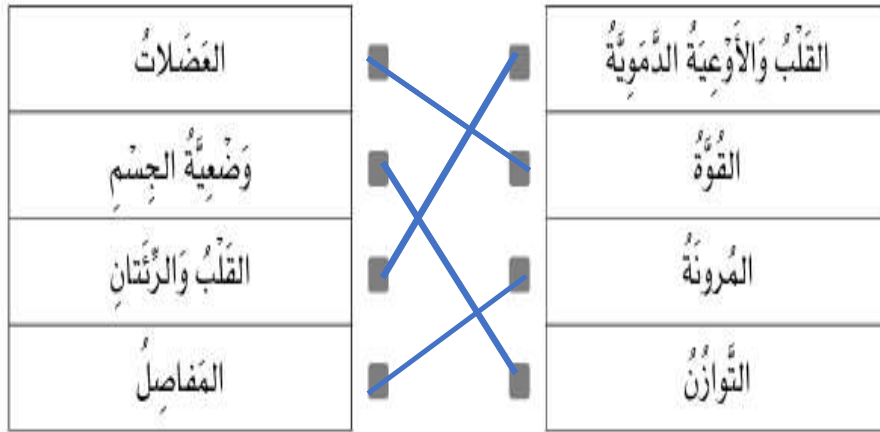 القَلْبُ وَالأَوْعِيَةُ الدَّمَوِيَّةُ
العَضَلاتُ
القُوَّةُ
وَضْعِيَّةُ الجِسْمِ
المُرونَةُ
القَلْبُ وَالرِّئَتانِ
التَّوازُنُ
المَفاصِلُ